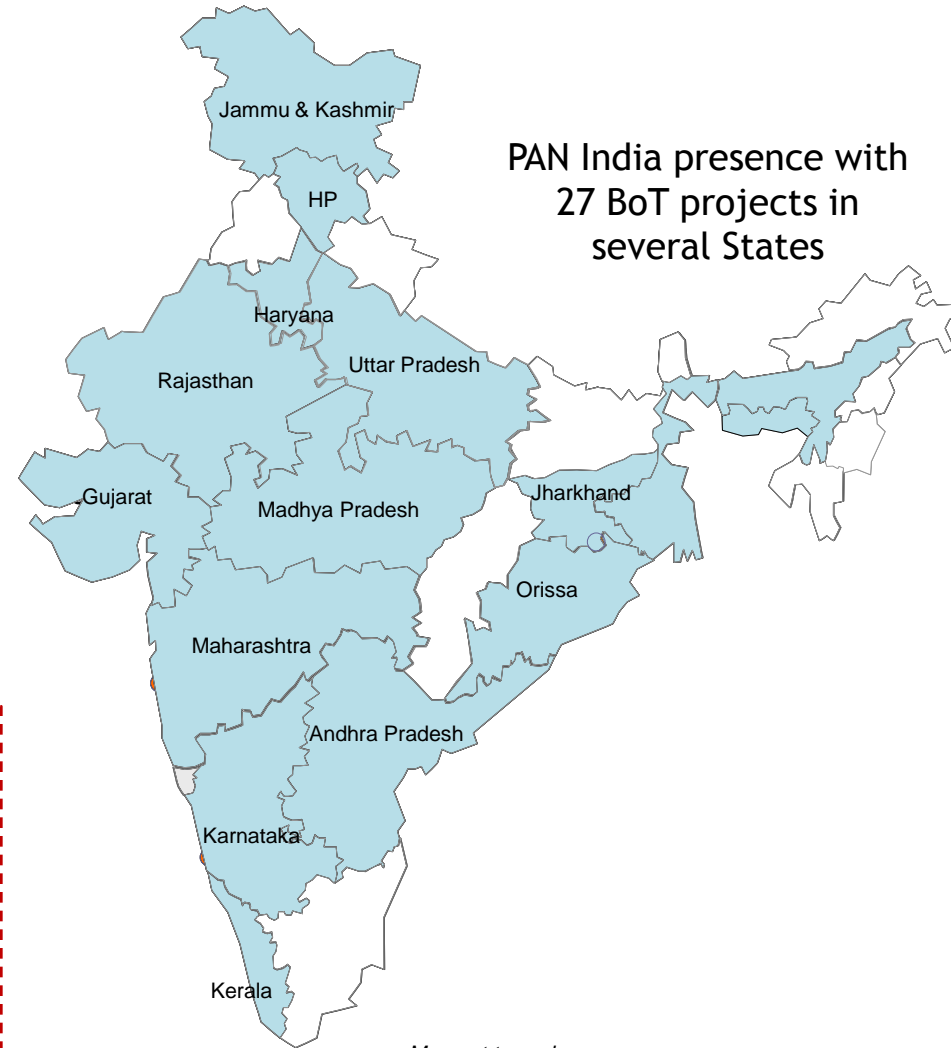 Jammu & Kashmir
PAN India presence with
27 BoT projects in
several States
HP
Haryana
Uttar Pradesh
Rajasthan
Gujarat
Jharkhand
Madhya Pradesh
Orissa
Maharashtra
Andhra Pradesh
Karnataka
Kerala